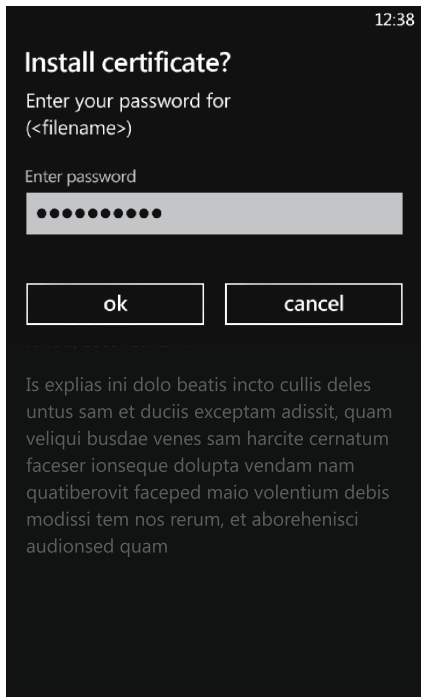 12:38
Install certificate?
Enter your password for
(<filename>)
Enter password
ok
cancel
Is explias ini dolo beatis incto cullis deles
untus sam et duciis exceptam adissit, quam
veliqui busdae venes sam harcite cernatum
faceser ionseque dolupta vendam nam
quatiberovit faceped maio volentium debis
modissi tem nos rerum, et aborehenisci
audionsed quam